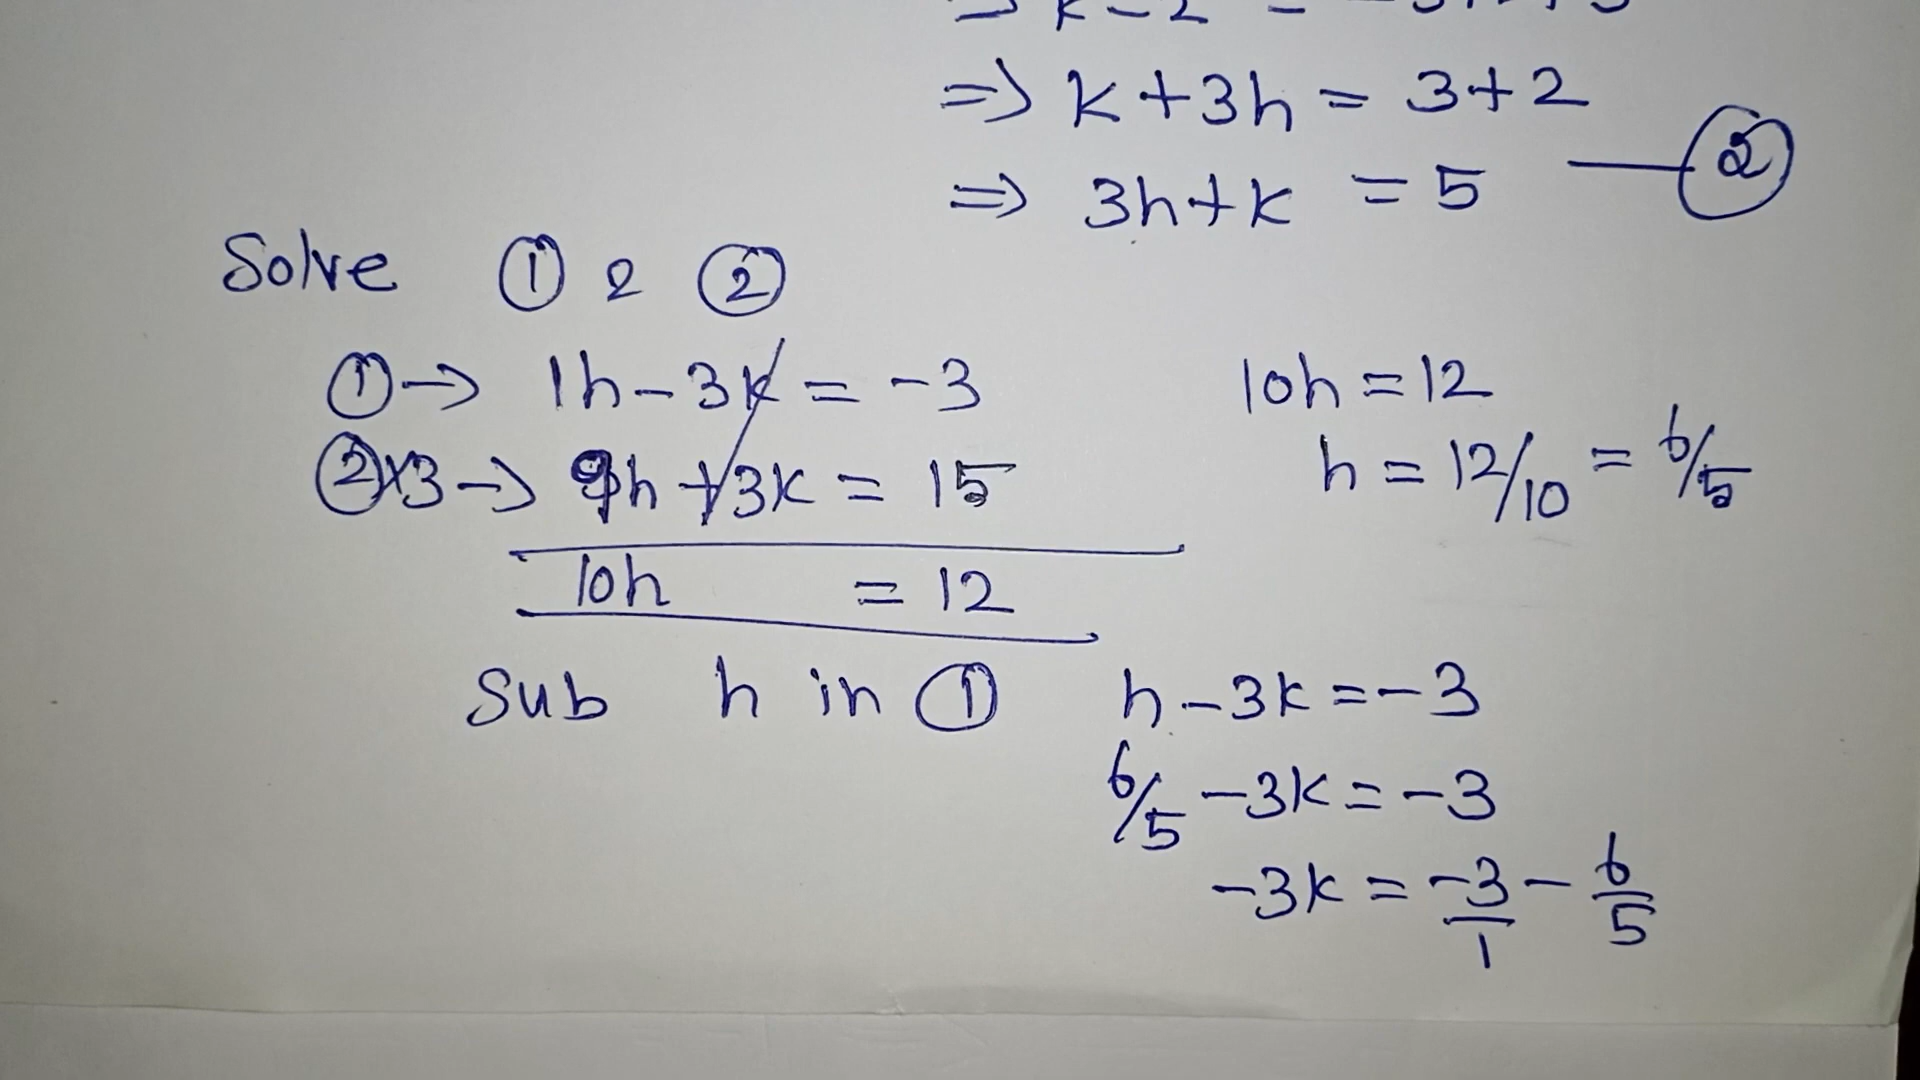 ⇒ k+3h = 3+2
⇒ 3h+k = 5 —②
Solve ① & ②
①→ 1h-3k = -3
②×3→ 9h+3k = 15
10h = 12
10h = 12
h = 12/10 = 6/5
Sub h in ①
h-3k=-3
6/5 -3k = -3
-3k = -3/1 - 6/5